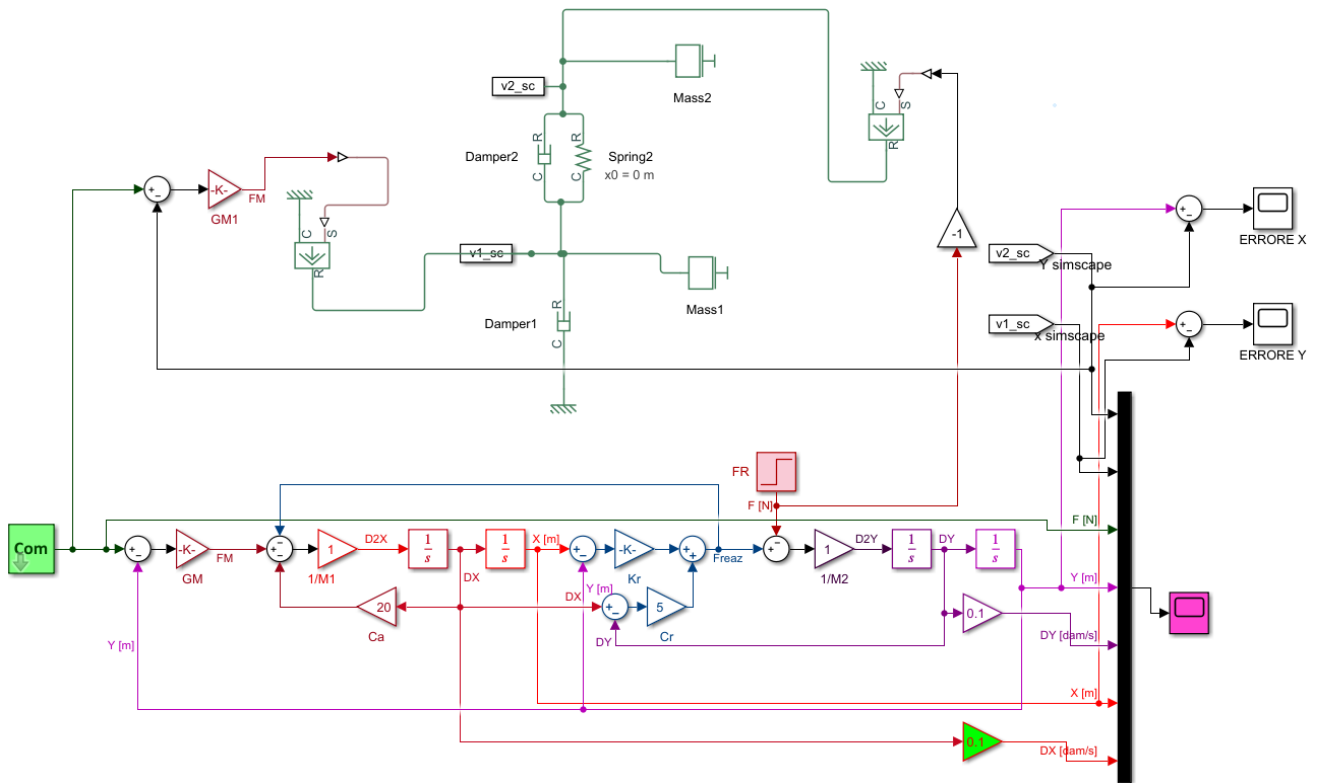 v2_sc
Mass2
C
S
R
Damper2
R
C
R
C
Spring2
x0 = 0 m
-K-
GM1
FM
C
S
R
v1_sc
Mass1
Damper1
R
C
-1
v2_sc
Y simscape
v1_sc
x simscape
ERRORE X
ERRORE Y
FR
F [N]
Com
-K-
GM
FM
1
1/M1
D2X
1
s
DX
1
s
X [m]
-K-
Kr
Y [m]
Freaz
1
1/M2
D2Y
1
s
DY
1
s
F [N]
Y [m]
20
Ca
DX
5
Cr
DY
0.1
DY [dam/s]
Y [m]
X [m]
0.1
DX [dam/s]